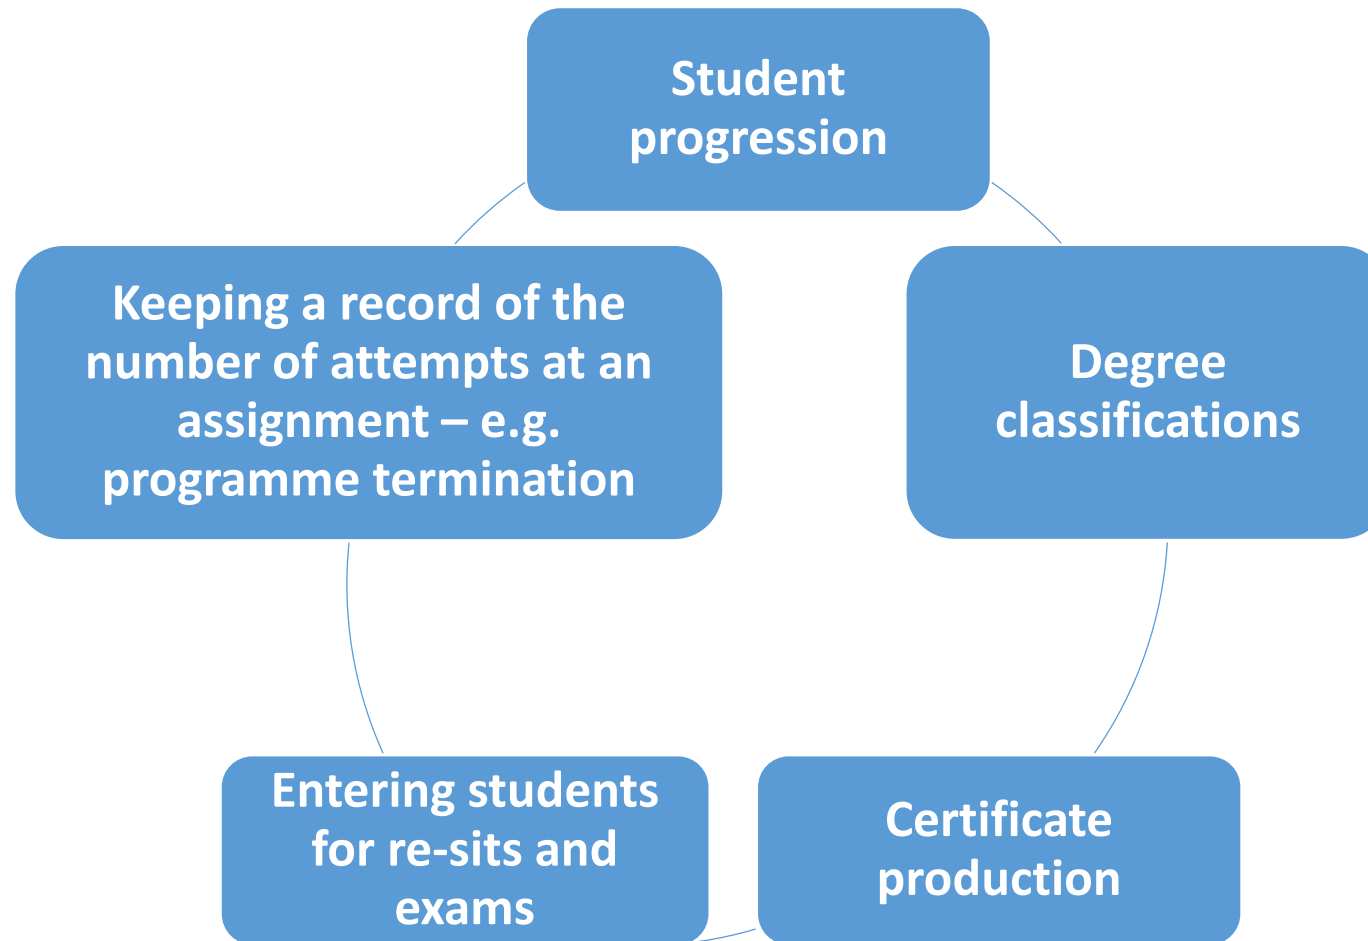 Student
progression
Keeping a record of the
number of attempts at an
assignment – e.g.
programme termination
Degree
classifications
Entering students
for re-sits and
exams
Certificate
production